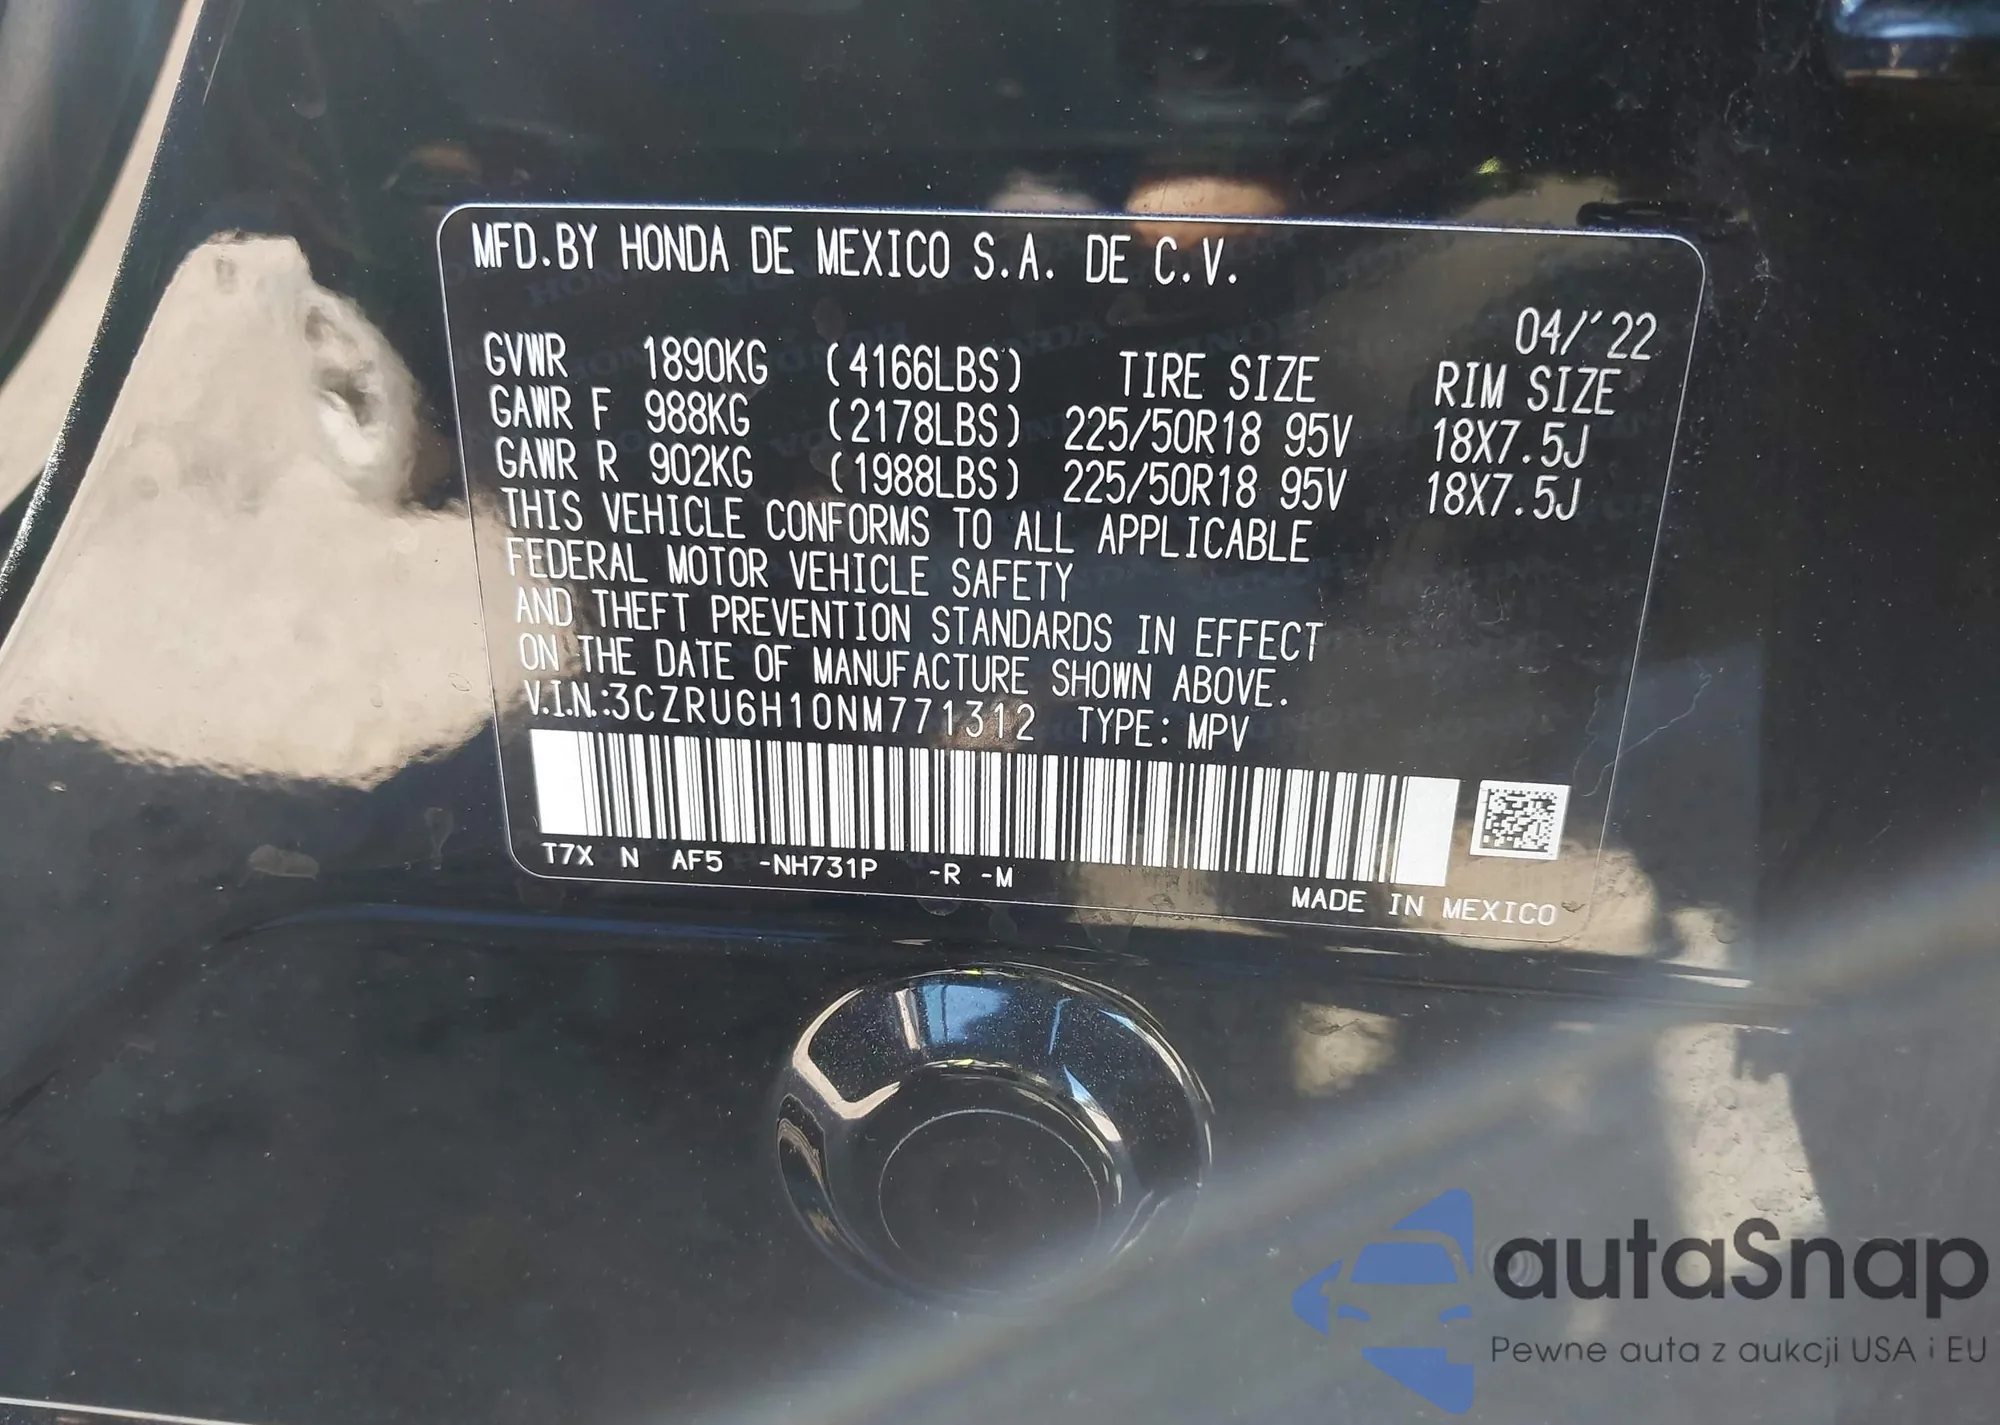 MFD.BY HONDA DE MEXICO S.A. DE C.V.
04/'22
GVWR 1890KG (4166LBS) TIRE SIZE RIM SIZE
GAWR F 988KG (2178LBS) 225/50R18 95V 18X7.5J
GAWR R 902KG (1988LBS) 225/50R18 95V 18X7.5J
THIS VEHICLE CONFORMS TO ALL APPLICABLE
FEDERAL MOTOR VEHICLE SAFETY
AND THEFT PREVENTION STANDARDS IN EFFECT
ON THE DATE OF MANUFACTURE SHOWN ABOVE.
V.I.N.:3CZRU6H10NM771312 TYPE: MPV
T7X N AF5 -NH731P -R -M
MADE IN MEXICO
autaSnap
Pewne auta z aukcji USA i EU